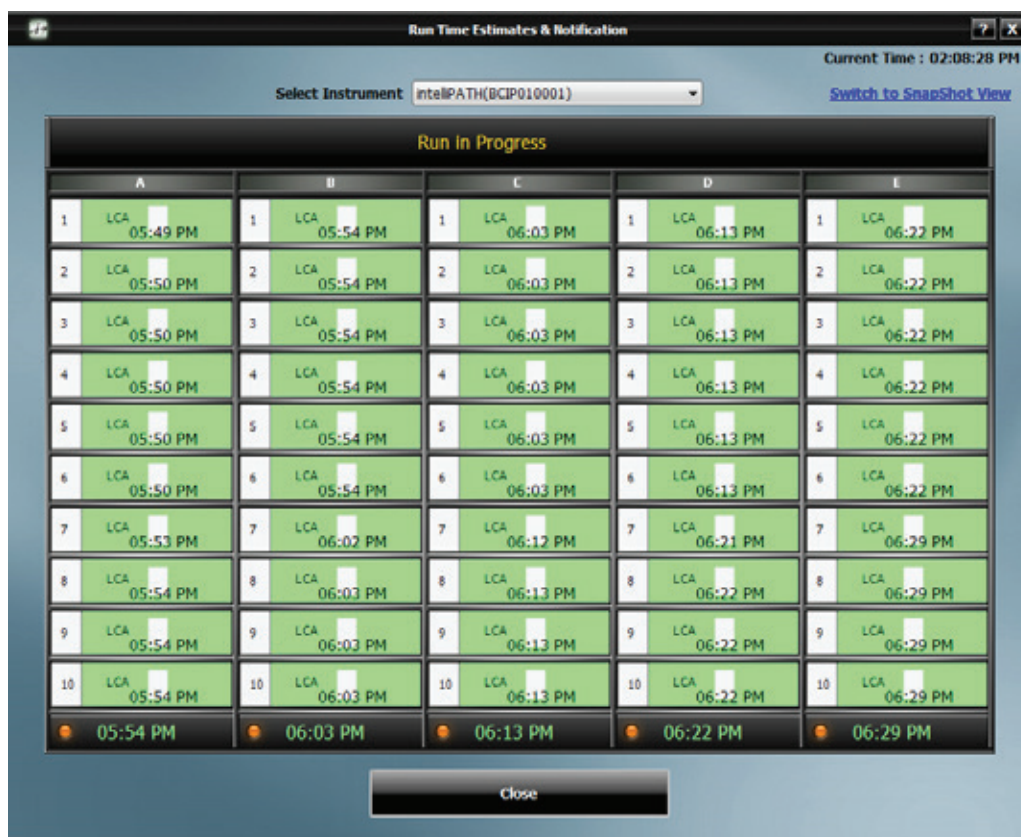 Run Time Estimates & Notification ? X
Current Time : 02:08:28 PM
Select Instrument intelliPATH(BCIP010001) Switch to SnapShot View
Run in Progress
A B C D E
1 LCA 05:49 PM 1 LCA 05:54 PM 1 LCA 06:03 PM 1 LCA 06:13 PM 1 LCA 06:22 PM
2 LCA 05:50 PM 2 LCA 05:54 PM 2 LCA 06:03 PM 2 LCA 06:13 PM 2 LCA 06:22 PM
3 LCA 05:50 PM 3 LCA 05:54 PM 3 LCA 06:03 PM 3 LCA 06:13 PM 3 LCA 06:22 PM
4 LCA 05:50 PM 4 LCA 05:54 PM 4 LCA 06:03 PM 4 LCA 06:13 PM 4 LCA 06:22 PM
5 LCA 05:50 PM 5 LCA 05:54 PM 5 LCA 06:03 PM 5 LCA 06:13 PM 5 LCA 06:22 PM
6 LCA 05:50 PM 6 LCA 05:54 PM 6 LCA 06:03 PM 6 LCA 06:13 PM 6 LCA 06:22 PM
7 LCA 05:53 PM 7 LCA 06:02 PM 7 LCA 06:12 PM 7 LCA 06:21 PM 7 LCA 06:29 PM
8 LCA 05:54 PM 8 LCA 06:03 PM 8 LCA 06:13 PM 8 LCA 06:22 PM 8 LCA 06:29 PM
9 LCA 05:54 PM 9 LCA 06:03 PM 9 LCA 06:13 PM 9 LCA 06:22 PM 9 LCA 06:29 PM
10 LCA 05:54 PM 10 LCA 06:03 PM 10 LCA 06:13 PM 10 LCA 06:22 PM 10 LCA 06:29 PM
05:54 PM 06:03 PM 06:13 PM 06:22 PM 06:29 PM
Close